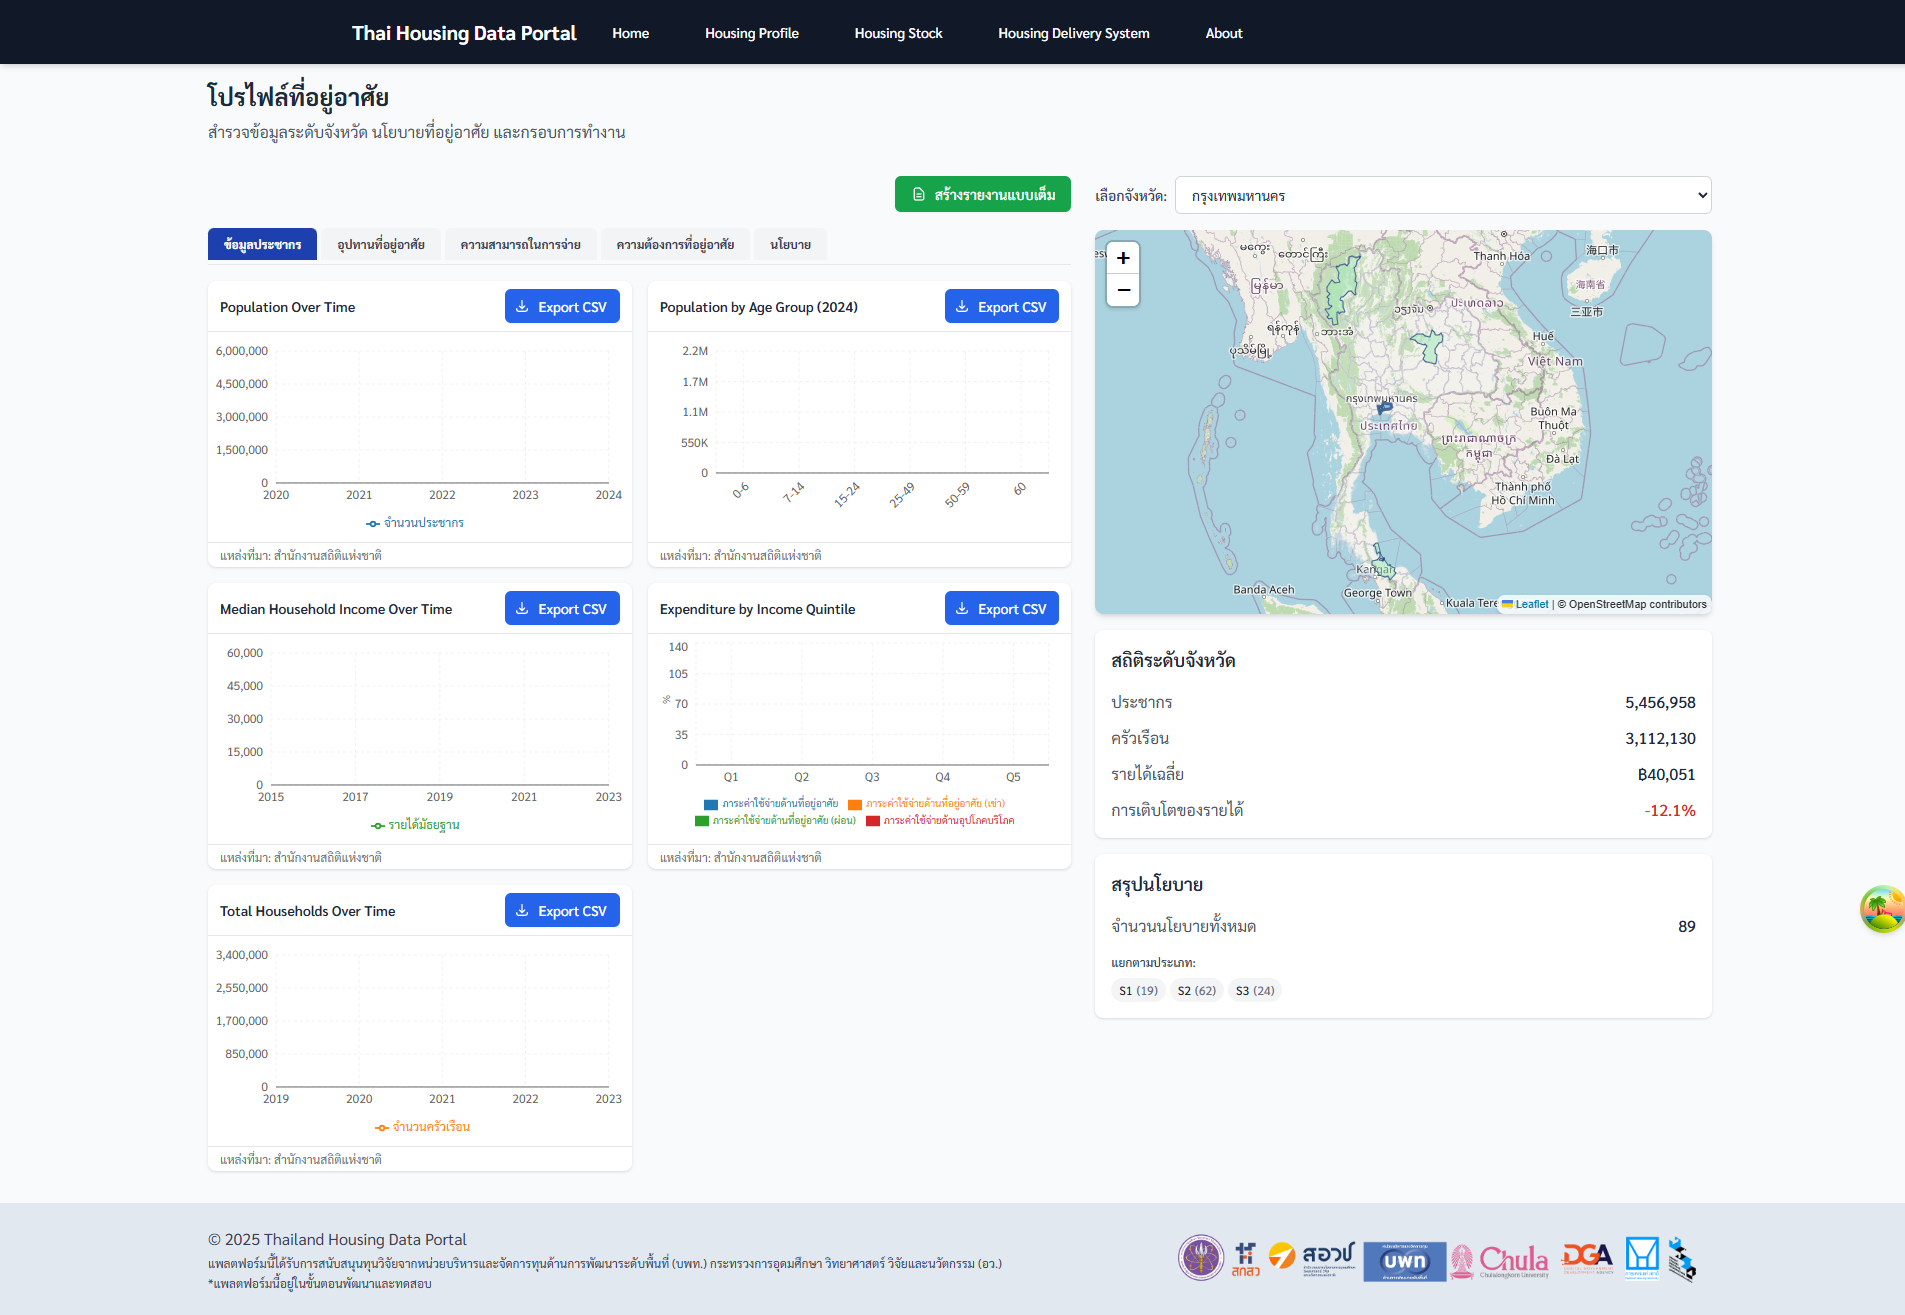 Thai Housing Data Portal
Home
Housing Profile
Housing Stock
Housing Delivery System
About
โปรไฟล์ที่อยู่อาศัย
สำรวจข้อมูลระดับจังหวัด นโยบายที่อยู่อาศัย และกรอบการทำงาน
สร้างรายงานแบบเต็ม
เลือกจังหวัด:
กรุงเทพมหานคร
ข้อมูลประชากร
อุปทานที่อยู่อาศัย
ความสามารถในการจ่าย
ความต้องการที่อยู่อาศัย
นโยบาย
Population Over Time
Export CSV
6,000,000
4,500,000
3,000,000
1,500,000
0
2020 2021 2022 2023 2024
จำนวนประชากร
แหล่งที่มา: สำนักงานสถิติแห่งชาติ
Population by Age Group (2024)
Export CSV
2.2M
1.7M
1.1M
550K
0
0-6 7-14 15-24 25-49 50-59 60
แหล่งที่มา: สำนักงานสถิติแห่งชาติ
Median Household Income Over Time
Export CSV
60,000
45,000
30,000
15,000
0
2015 2017 2019 2021 2023
รายได้มัธยฐาน
แหล่งที่มา: สำนักงานสถิติแห่งชาติ
Expenditure by Income Quintile
Export CSV
140
105
% 70
35
0
Q1 Q2 Q3 Q4 Q5
ภาระค่าใช้จ่ายด้านที่อยู่อาศัย ภาระค่าใช้จ่ายด้านที่อยู่อาศัย (เช่า)
ภาระค่าใช้จ่ายด้านที่อยู่อาศัย (ผ่อน) ภาระค่าใช้จ่ายด้านอุปโภคบริโภค
แหล่งที่มา: สำนักงานสถิติแห่งชาติ
Total Households Over Time
Export CSV
3,400,000
2,550,000
1,700,000
850,000
0
2019 2020 2021 2022 2023
จำนวนครัวเรือน
แหล่งที่มา: สำนักงานสถิติแห่งชาติ
+
−
Thanh Hóa
海口市
海南省
三亚市
Huế
Việt Nam
กรุงเทพมหานคร
ประเทศไทย
Buôn Ma
Thuột
Đà Lạt
Thành phố
Hồ Chí Minh
Banda Aceh
George Town
Kuala Tere
Leaflet | © OpenStreetMap contributors
สถิติระดับจังหวัด
ประชากร 5,456,958
ครัวเรือน 3,112,130
รายได้เฉลี่ย ฿40,051
การเติบโตของรายได้ -12.1%
สรุปนโยบาย
จำนวนนโยบายทั้งหมด 89
แยกตามประเภท:
S1 (19) S2 (62) S3 (24)
© 2025 Thailand Housing Data Portal
แพลตฟอร์มนี้ได้รับการสนับสนุนทุนวิจัยจากหน่วยบริหารและจัดการทุนด้านการพัฒนาระดับพื้นที่ (บพท.) กระทรวงการอุดมศึกษา วิทยาศาสตร์ วิจัยและนวัตกรรม (อว.)
*แพลตฟอร์มนี้อยู่ในขั้นตอนพัฒนาและทดสอบ
สกสว
สอวช
บพท
Chula
Chulalongkorn University
DGA